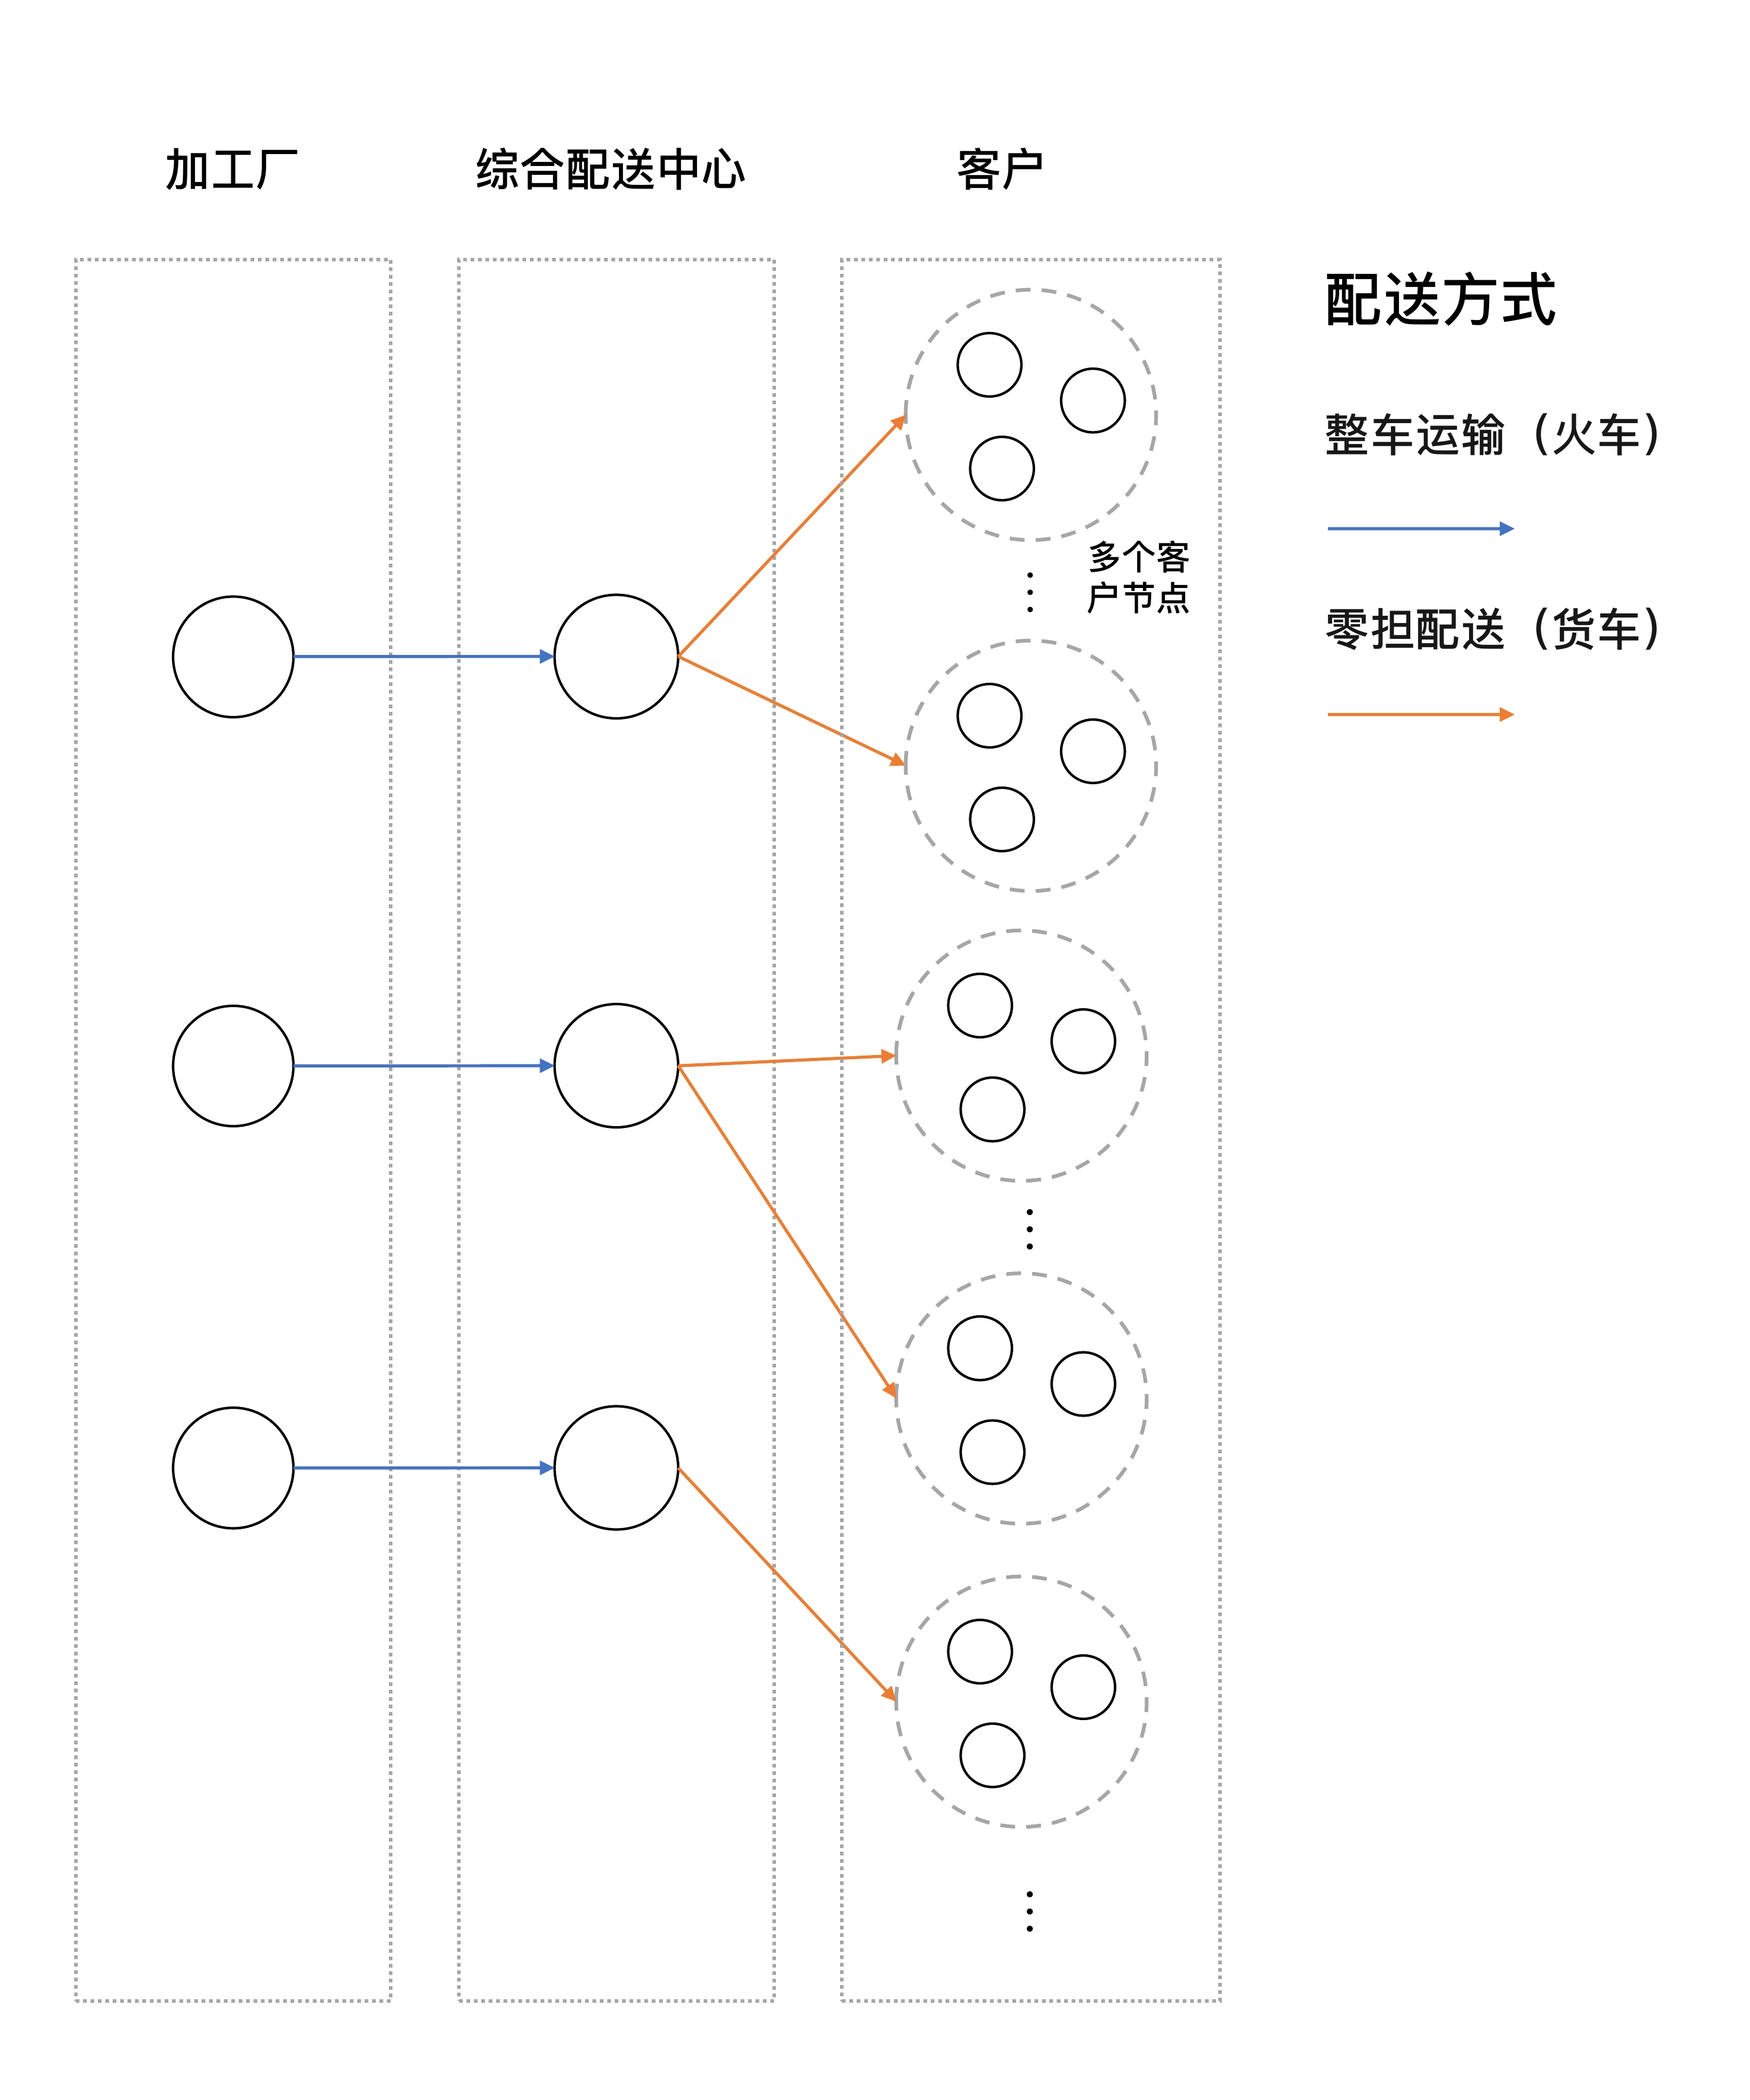 加工厂
综合配送中心
客户
配送方式
整车运输（火车）
多个客
户节点
零担配送（货车）